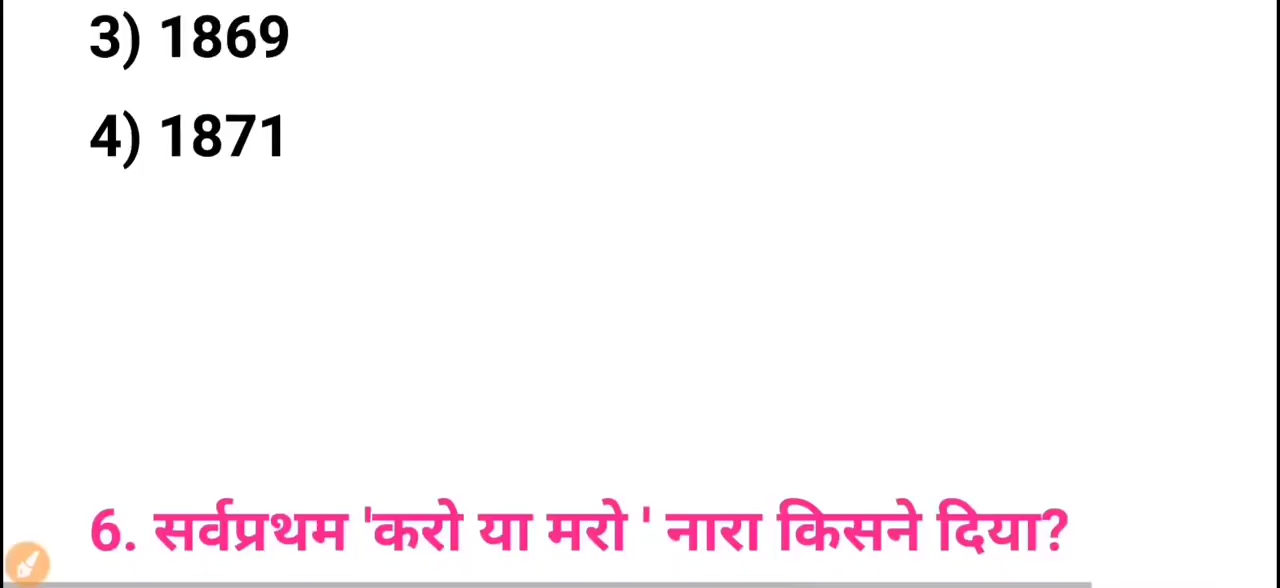 3) 1869
4) 1871
6. सर्वप्रथम 'करो या मरो ' नारा किसने दिया?